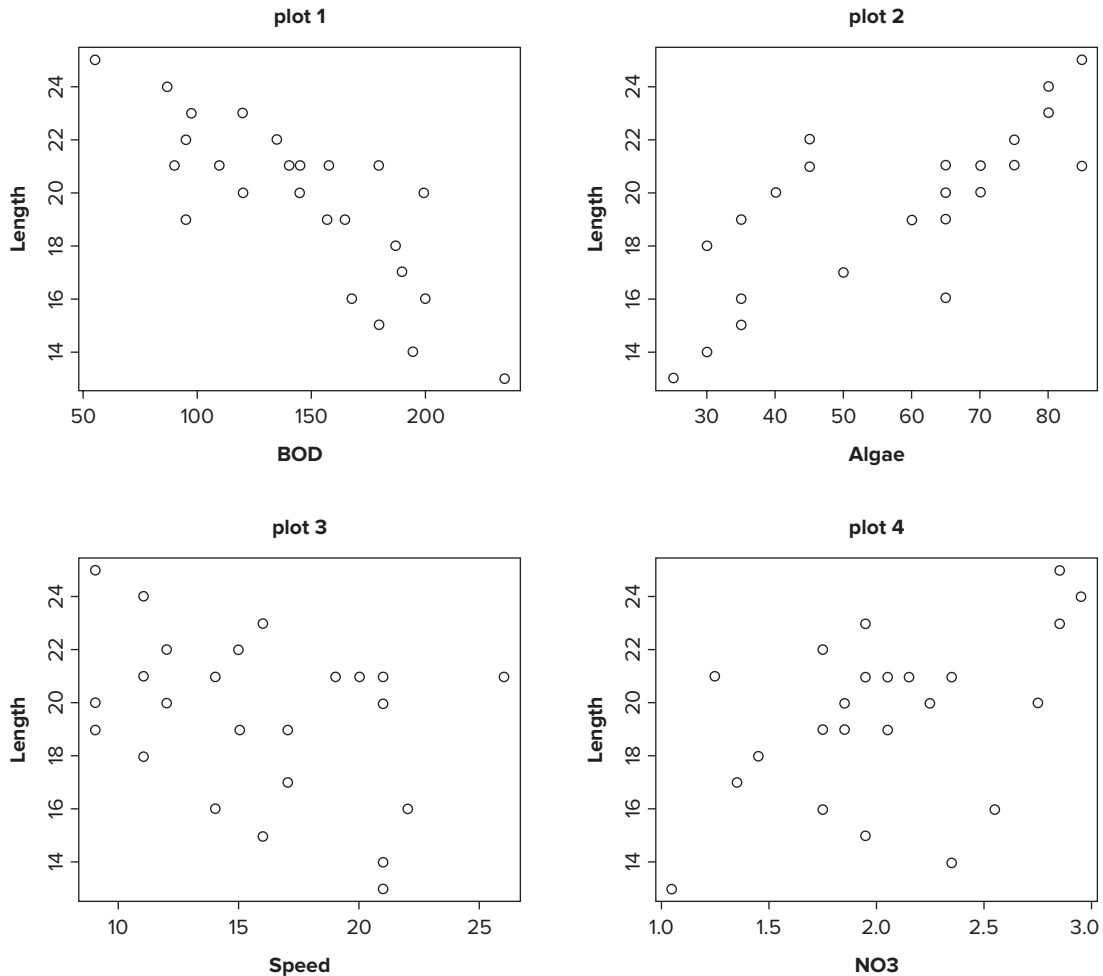 plot 1
Length
14 16 18 20 22 24
50 100 150 200
BOD
plot 2
Length
14 16 18 20 22 24
30 40 50 60 70 80
Algae
plot 3
Length
14 16 18 20 22 24
10 15 20 25
Speed
plot 4
Length
14 16 18 20 22 24
1.0 1.5 2.0 2.5 3.0
NO3